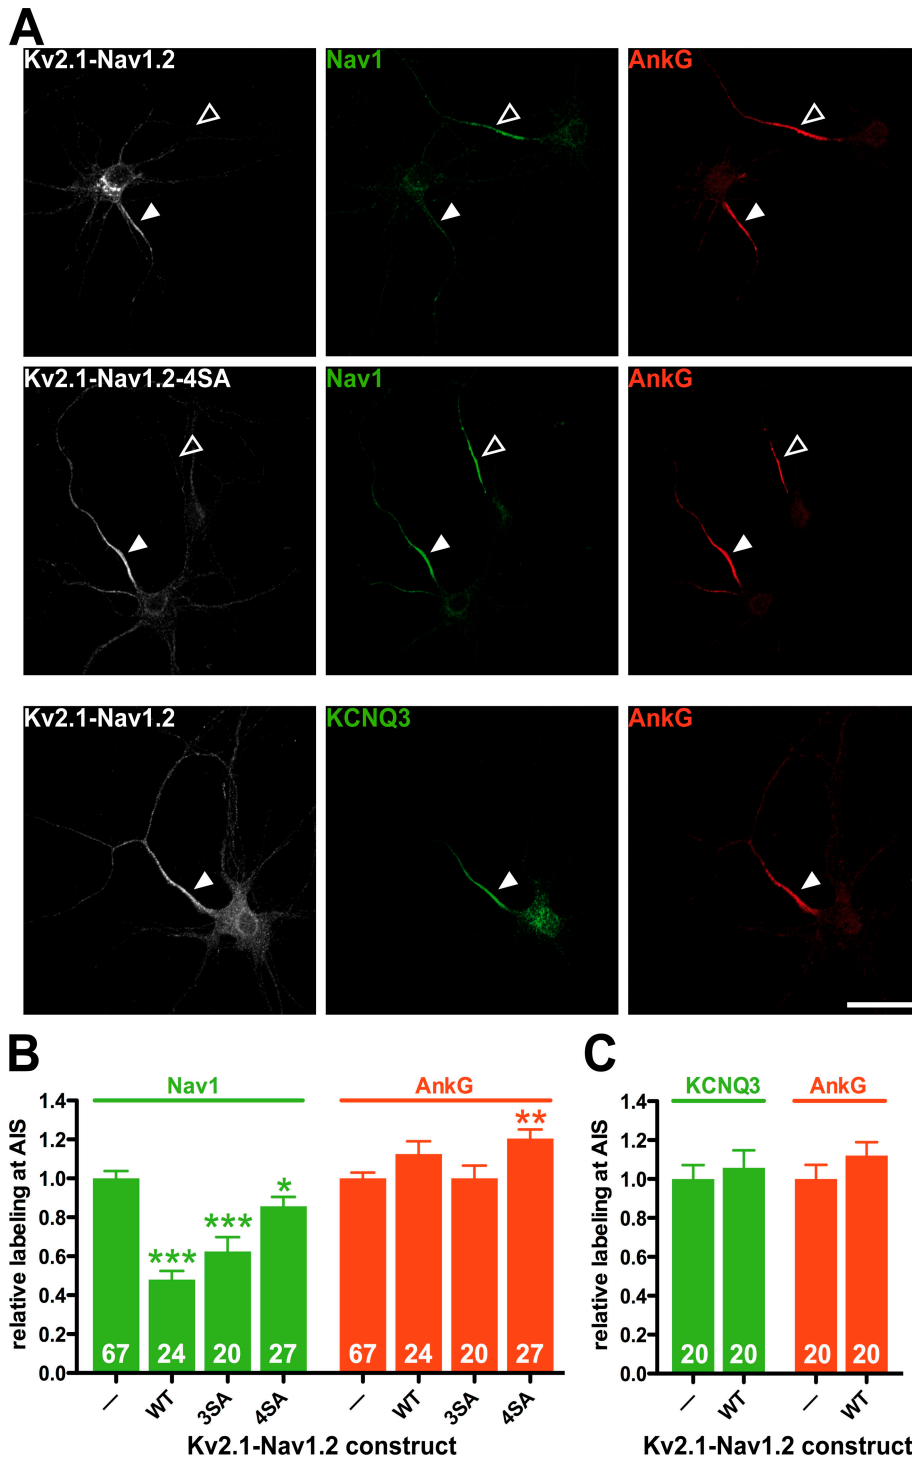 A
Kv2.1-Nav1.2 Nav1 AnkG
Kv2.1-Nav1.2-4SA Nav1 AnkG
Kv2.1-Nav1.2 KCNQ3 AnkG
B
Nav1 AnkG
relative labeling at AIS
1.4
1.2
1.0
0.8
0.6
0.4
0.2
0.0
*** *** * **
67 24 20 27 67 24 20 27
— WT 3SA 4SA — WT 3SA 4SA
Kv2.1-Nav1.2 construct
C
KCNQ3 AnkG
relative labeling at AIS
1.4
1.2
1.0
0.8
0.6
0.4
0.2
0.0
20 20 20 20
— WT — WT
Kv2.1-Nav1.2 construct